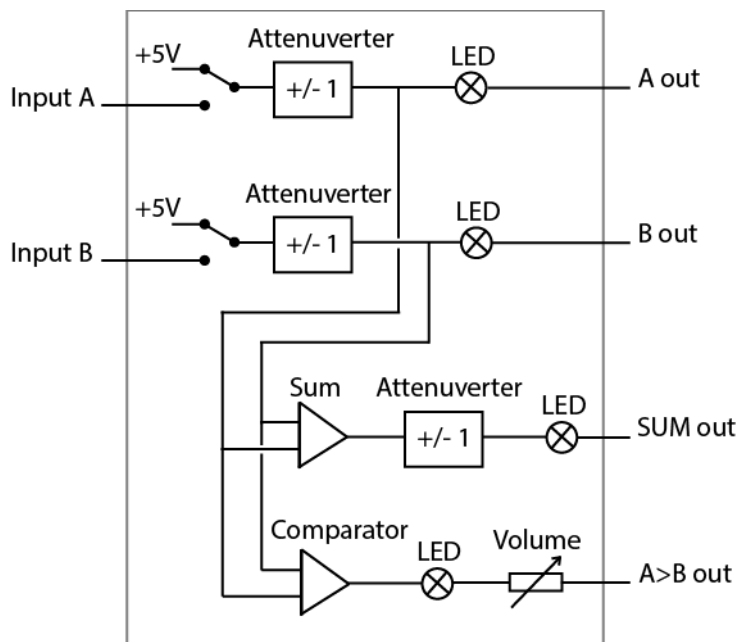 Attenuverter
LED
+5V
+/- 1
A out
Input A
Attenuverter
LED
+5V
+/- 1
B out
Input B
Sum
Attenuverter
LED
+/- 1
SUM out
Comparator
LED
Volume
A>B out